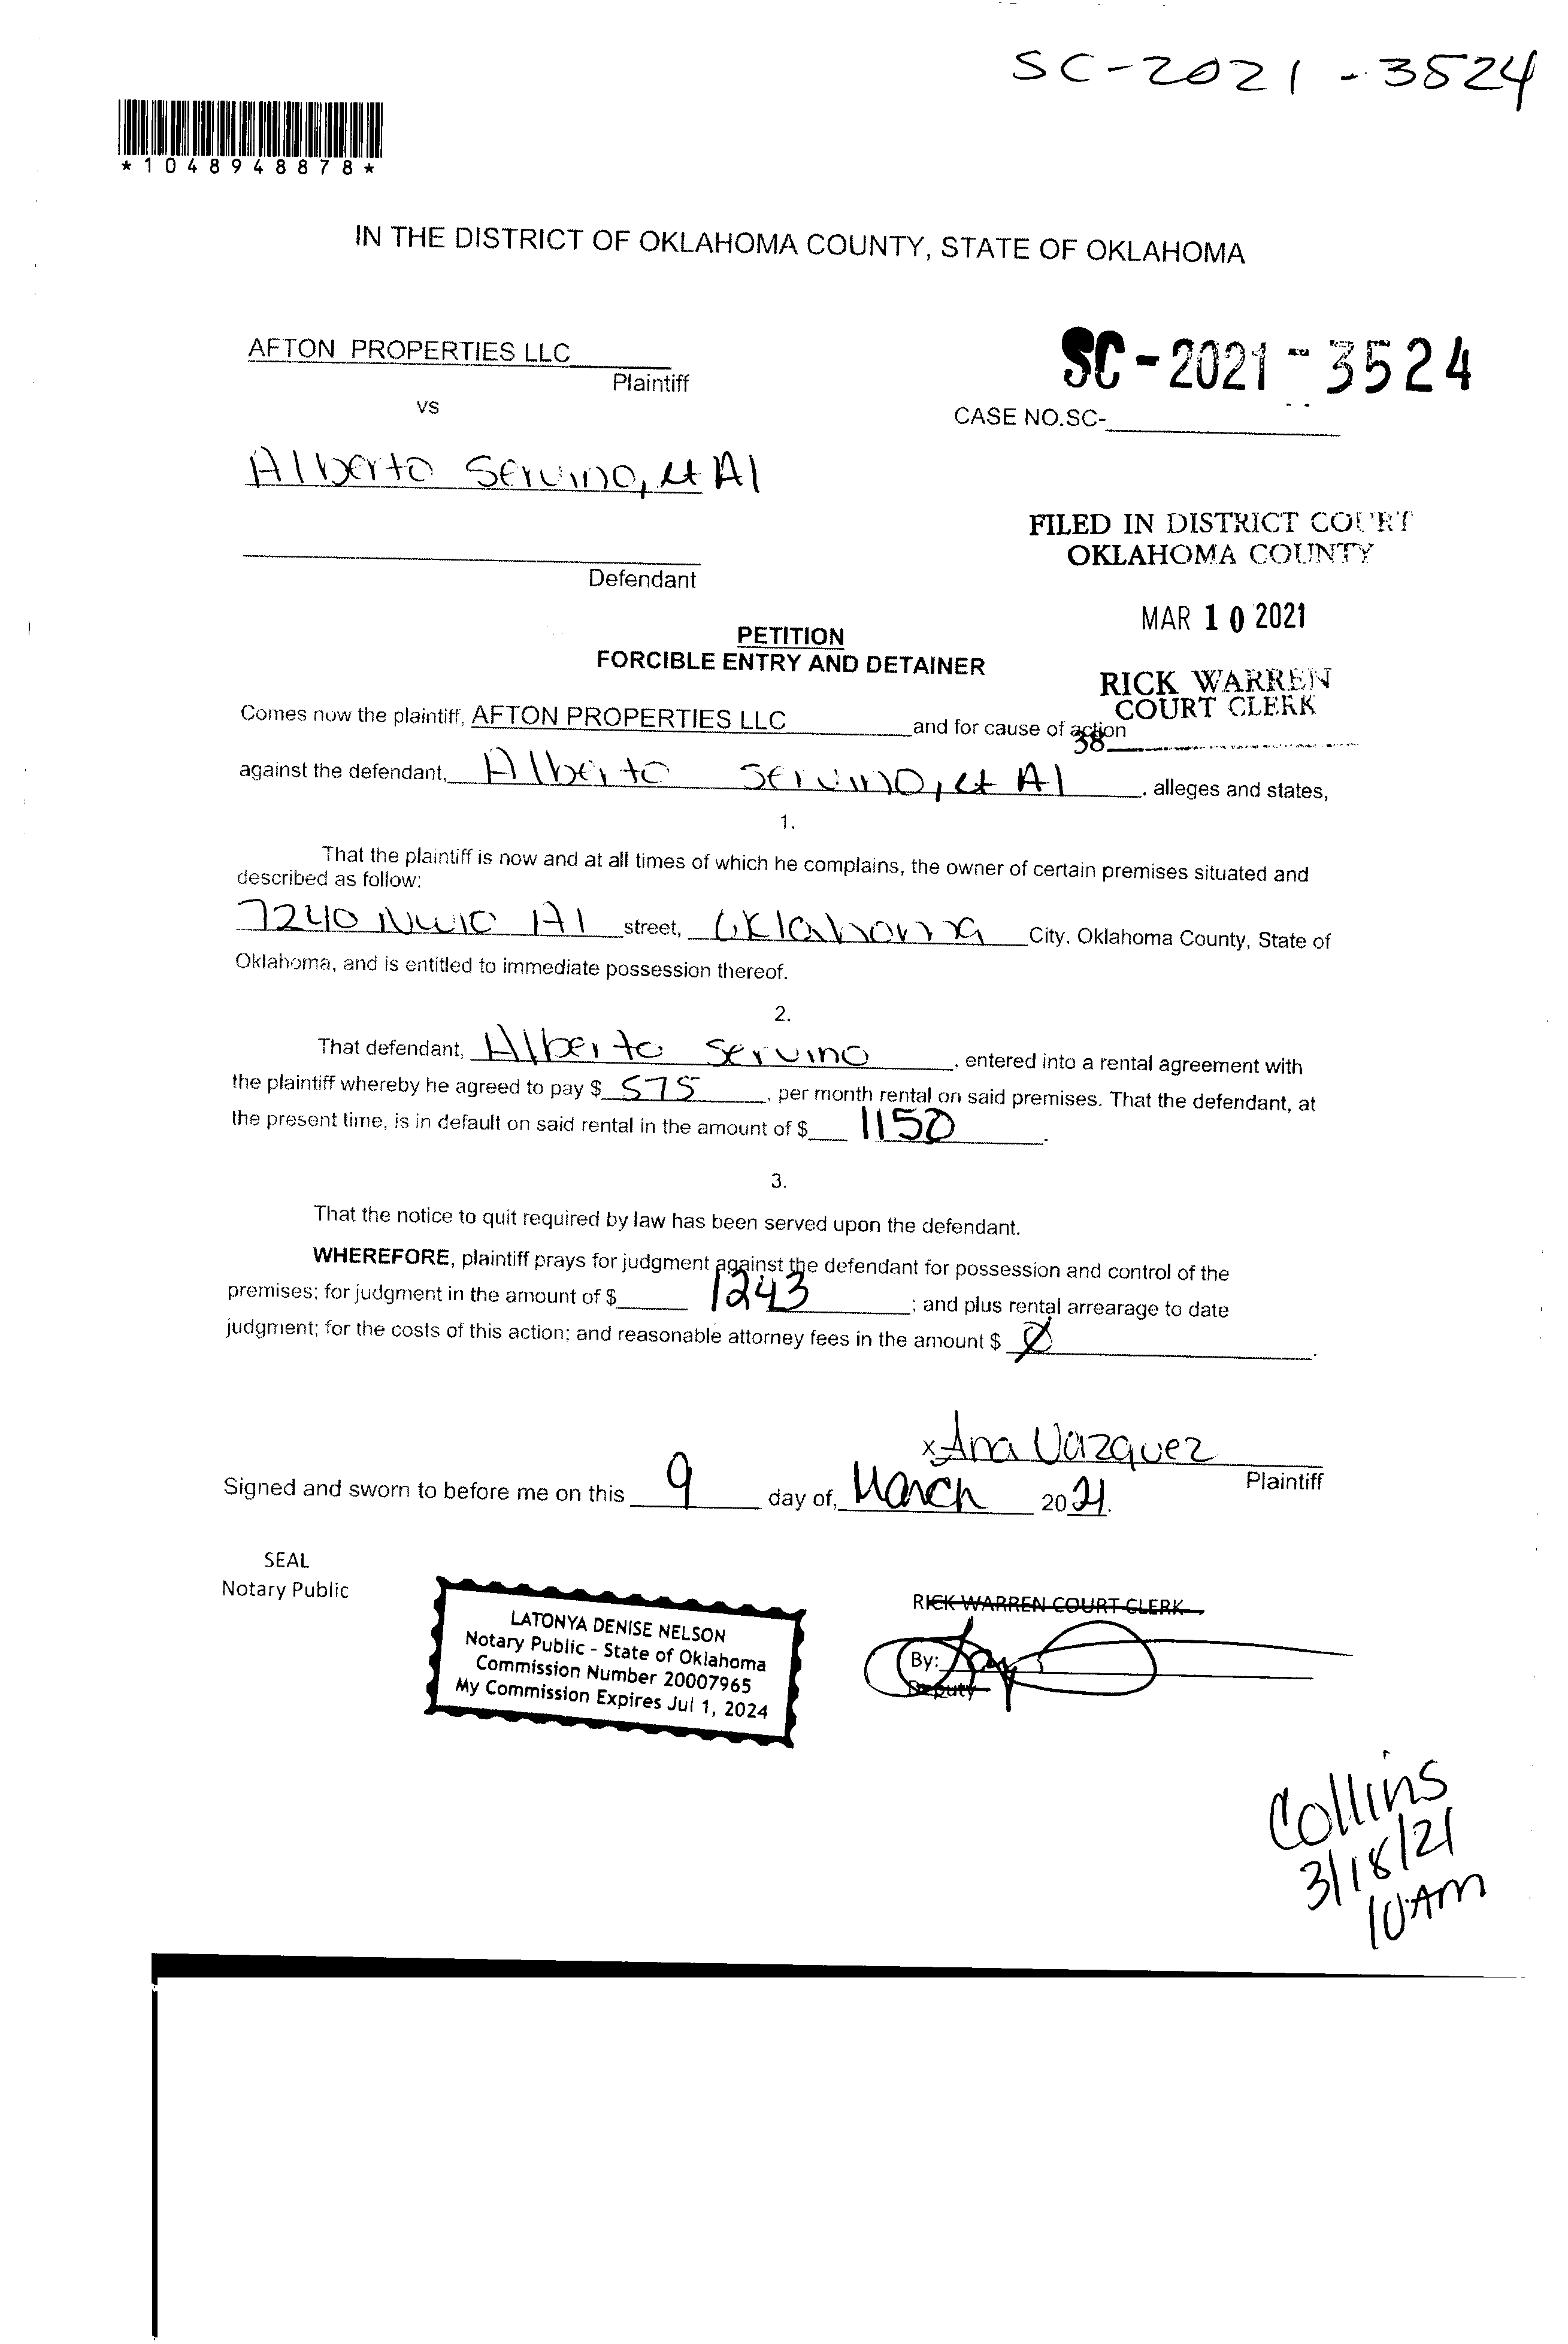 SC-2021-3524
*1048948878*
IN THE DISTRICT OF OKLAHOMA COUNTY, STATE OF OKLAHOMA
AFTON PROPERTIES LLC
Plaintiff
SC-2021-3524
vs
CASE NO.SC-
Alberto Servino, et Al
FILED IN DISTRICT COURT
OKLAHOMA COUNTY
Defendant
MAR 10 2021
PETITION
FORCIBLE ENTRY AND DETAINER
RICK WARREN
COURT CLERK
Comes now the plaintiff, AFTON PROPERTIES LLC and for cause of action
38
against the defendant, Alberto Servino, et Al, alleges and states,
1.
That the plaintiff is now and at all times of which he complains, the owner of certain premises situated and
described as follow:
7240 NW10 A1 street, Oklahoma City, Oklahoma County, State of
Oklahoma, and is entitled to immediate possession thereof.
2.
That defendant, Alberto Servino, entered into a rental agreement with
the plaintiff whereby he agreed to pay $ 575, per month rental on said premises. That the defendant, at
the present time, is in default on said rental in the amount of $ 1150.
3.
That the notice to quit required by law has been served upon the defendant.
WHEREFORE, plaintiff prays for judgment against the defendant for possession and control of the
premises; for judgment in the amount of $ 1243; and plus rental arrearage to date
judgment; for the costs of this action; and reasonable attorney fees in the amount $ Ø.
x Ana Vazquez
Plaintiff
Signed and sworn to before me on this 9 day of, March 2021.
SEAL
Notary Public
LATONYA DENISE NELSON
Notary Public - State of Oklahoma
Commission Number 20007965
My Commission Expires Jul 1, 2024
RICK WARREN COURT CLERK
By:
Deputy
Collins
3/18/21
10AM